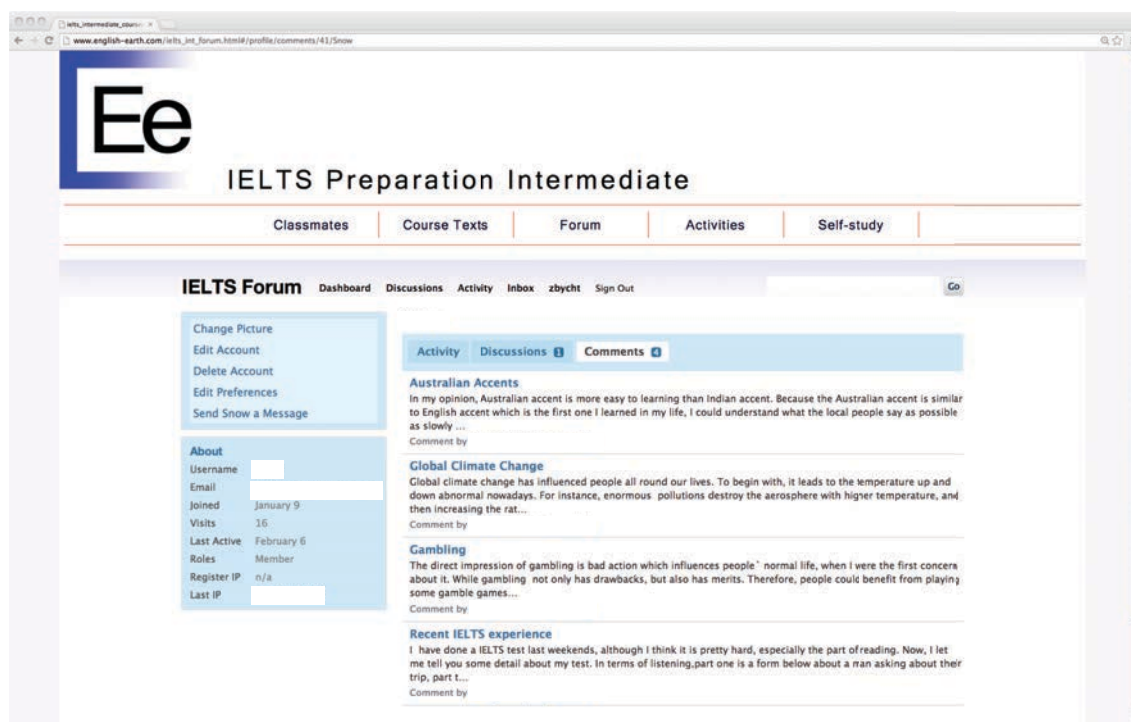 ielts_intermediate_course
www.english-earth.com/ielts_int_forum.html#/profile/comments/41/Snow
Ee
IELTS Preparation Intermediate
Classmates Course Texts Forum Activities Self-study
IELTS Forum Dashboard Discussions Activity Inbox zbycht Sign Out Go
Change Picture
Edit Account
Delete Account
Edit Preferences
Send Snow a Message
About
Username
Email
Joined January 9
Visits 16
Last Active February 6
Roles Member
Register IP n/a
Last IP
Activity Discussions 1 Comments 4
Australian Accents
In my opinion, Australian accent is more easy to learning than Indian accent. Because the Australian accent is similar
to English accent which is the first one I learned in my life, I could understand what the local people say as possible
as slowly ...
Comment by
Global Climate Change
Global climate change has influenced people all round our lives. To begin with, it leads to the temperature up and
down abnormal nowadays. For instance, enormous pollutions destroy the aerosphere with higher temperature, and
then increasing the rat...
Comment by
Gambling
The direct impression of gambling is bad action which influences people` normal life, when I were the first concern
about it. While gambling not only has drawbacks, but also has merits. Therefore, people could benefit from playing
some gamble games...
Comment by
Recent IELTS experience
I have done a IELTS test last weekends, although I think it is pretty hard, especially the part of reading. Now, I let
me tell you some detail about my test. In terms of listening,part one is a form below about a man asking about their
trip, part t...
Comment by